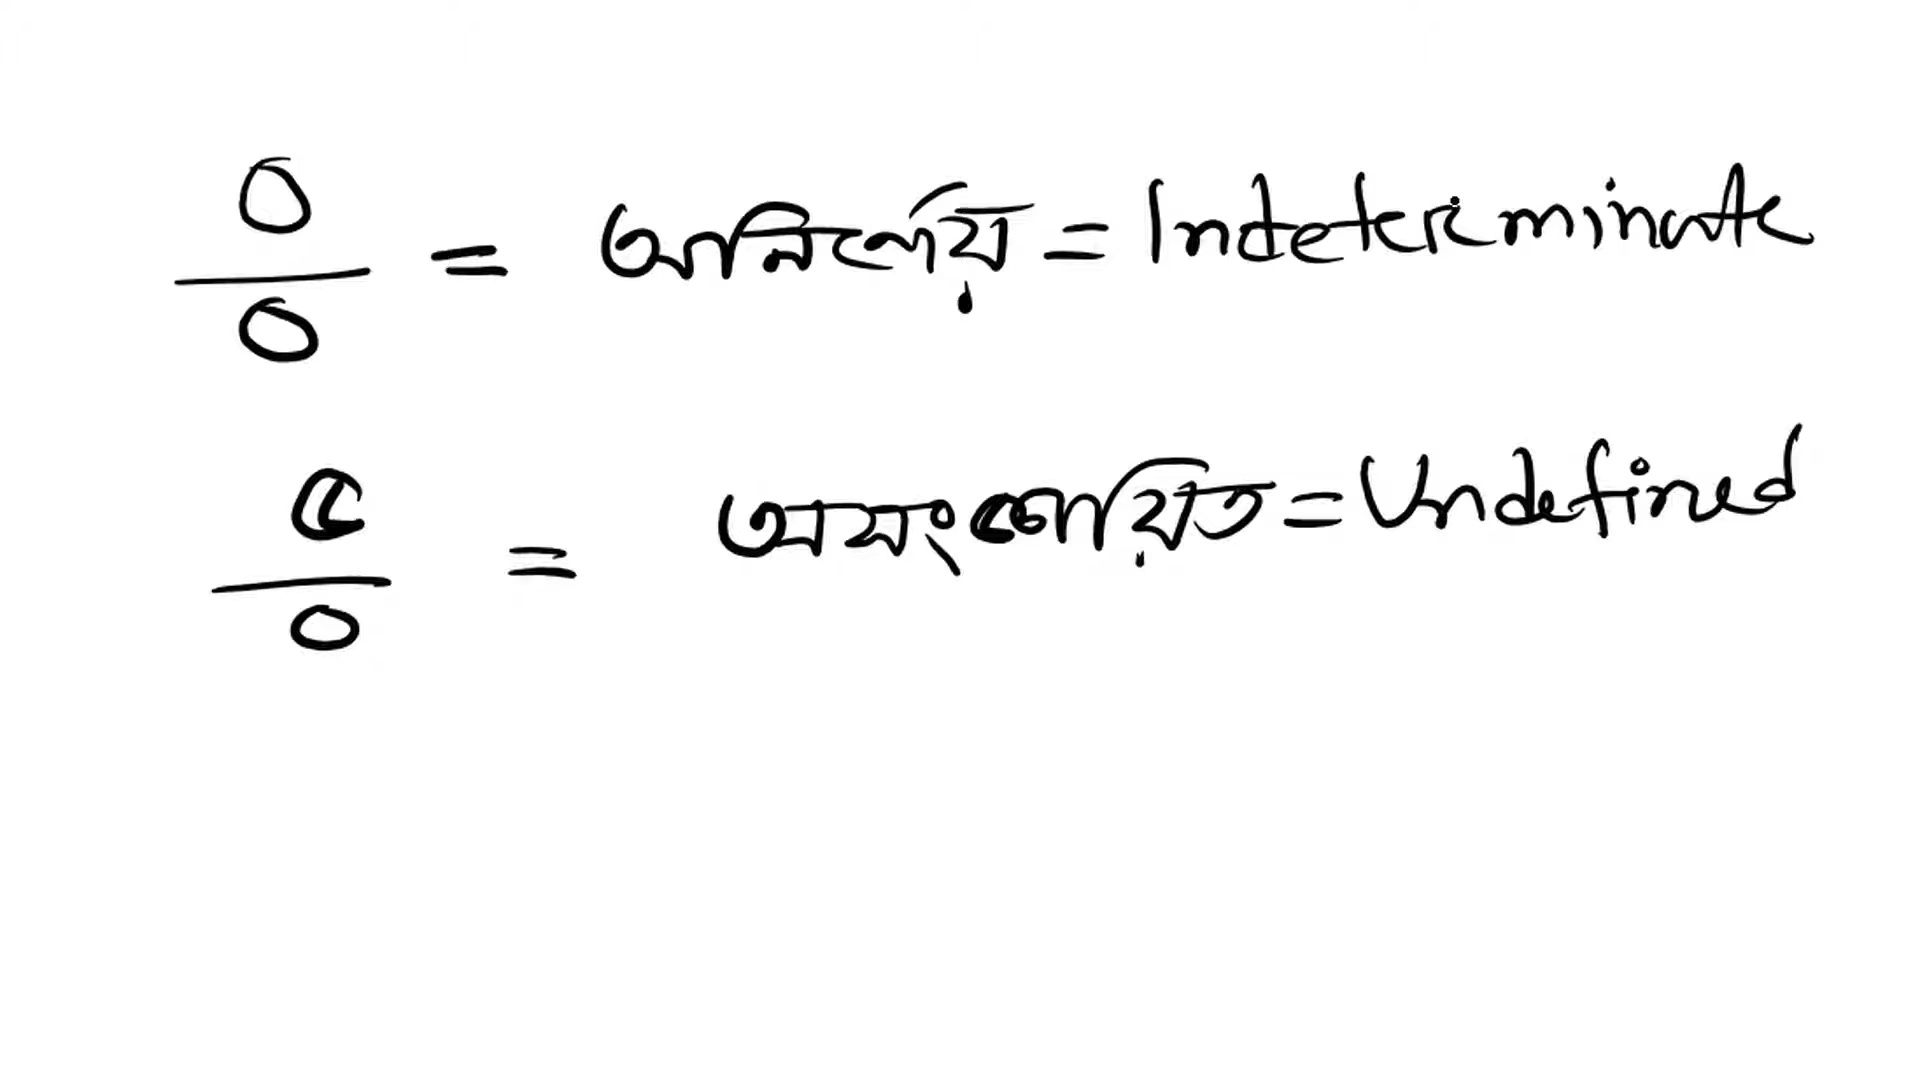 0/0 = অনির্ণেয় = Indeterminate
c/0 = অসংজ্ঞায়িত = Undefined